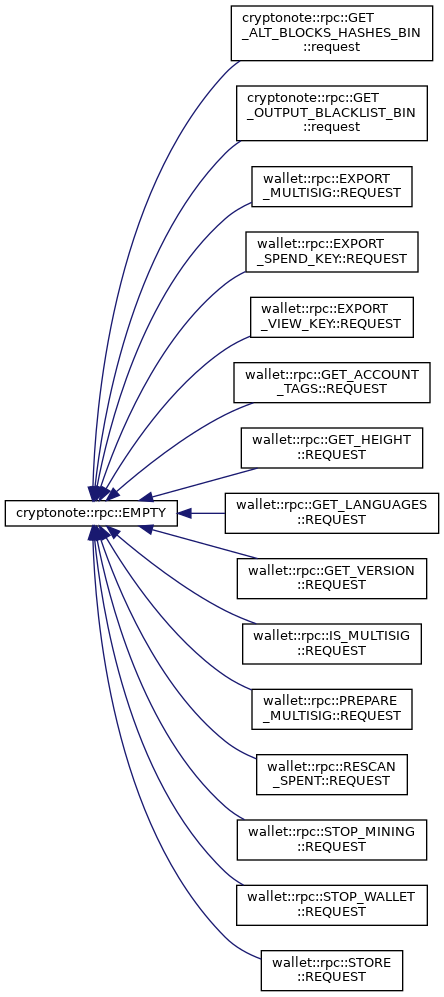 cryptonote::rpc::GET
_ALT_BLOCKS_HASHES_BIN
::request
cryptonote::rpc::GET
_OUTPUT_BLACKLIST_BIN
::request
wallet::rpc::EXPORT
_MULTISIG::REQUEST
wallet::rpc::EXPORT
_SPEND_KEY::REQUEST
wallet::rpc::EXPORT
_VIEW_KEY::REQUEST
wallet::rpc::GET_ACCOUNT
_TAGS::REQUEST
wallet::rpc::GET_HEIGHT
::REQUEST
cryptonote::rpc::EMPTY
wallet::rpc::GET_LANGUAGES
::REQUEST
wallet::rpc::GET_VERSION
::REQUEST
wallet::rpc::IS_MULTISIG
::REQUEST
wallet::rpc::PREPARE
_MULTISIG::REQUEST
wallet::rpc::RESCAN
_SPENT::REQUEST
wallet::rpc::STOP_MINING
::REQUEST
wallet::rpc::STOP_WALLET
::REQUEST
wallet::rpc::STORE
::REQUEST